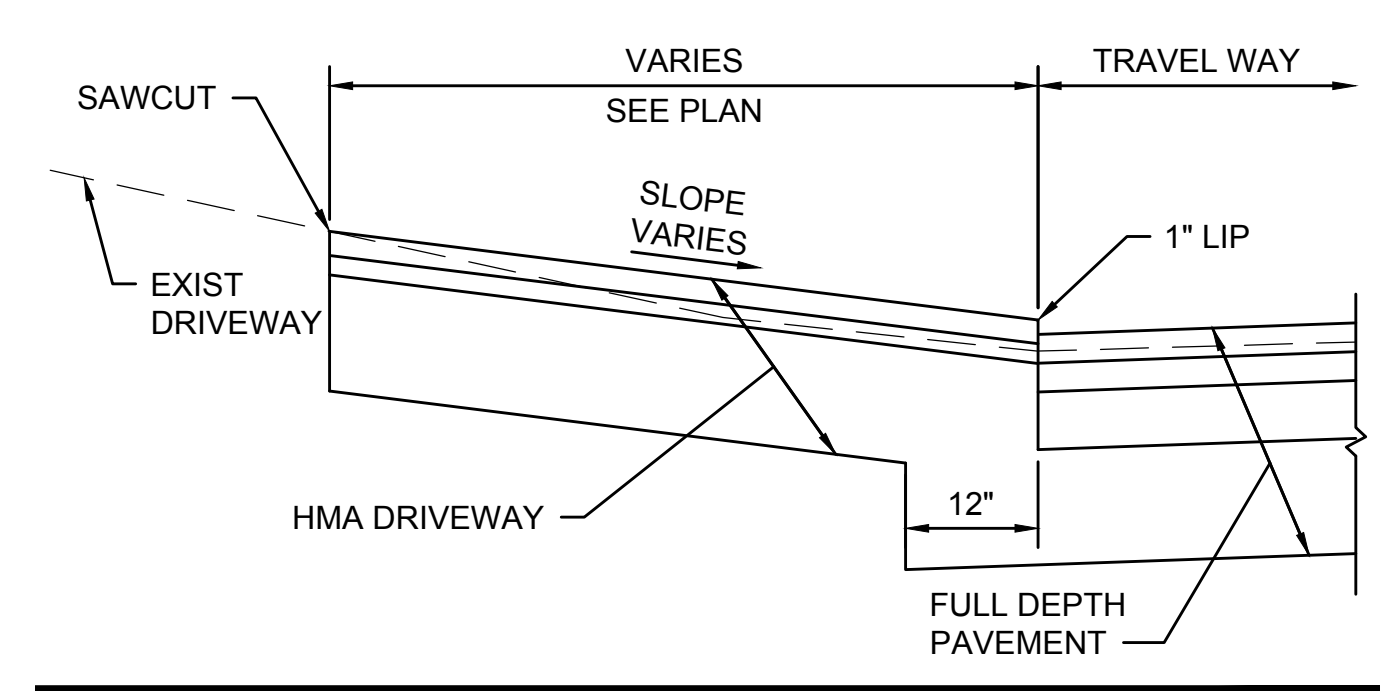 VARIES
TRAVEL WAY
SAWCUT
SEE PLAN
SLOPE
VARIES
1" LIP
EXIST
DRIVEWAY
12"
HMA DRIVEWAY
FULL DEPTH
PAVEMENT